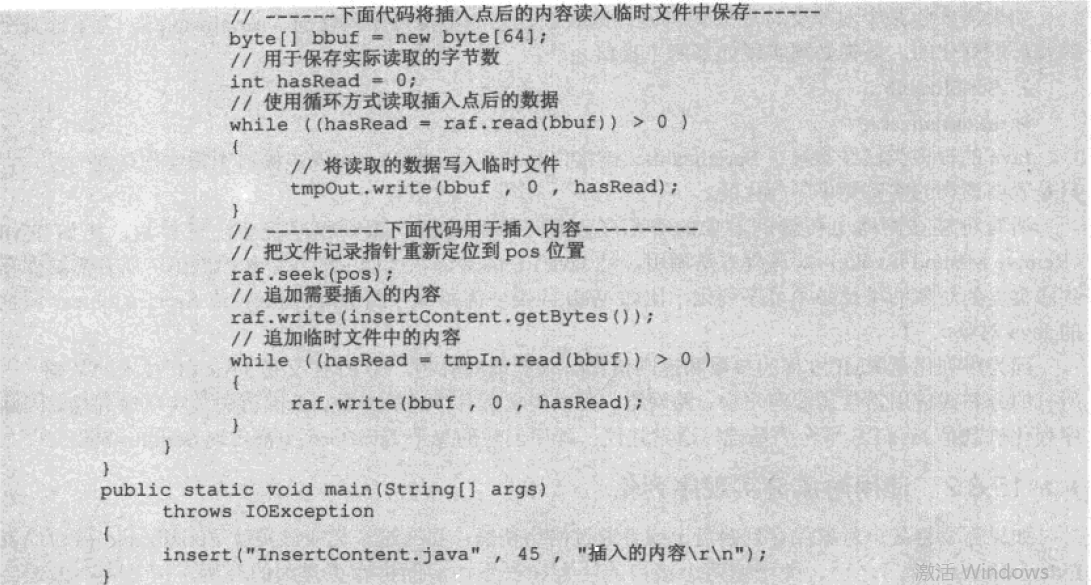 // -------下面代码将插入点后的内容读入临时文件中保存-------
byte[] bbuf = new byte[64];
// 用于保存实际读取的字节数
int hasRead = 0;
// 使用循环方式读取插入点后的数据
while ((hasRead = raf.read(bbuf)) > 0 )
{
// 将读取的数据写入临时文件
tmpOut.write(bbuf , 0 , hasRead);
}
// -----------下面代码用于插入内容-----------
// 把文件记录指针重新定位到 pos 位置
raf.seek(pos);
// 追加需要插入的内容
raf.write(insertContent.getBytes());
// 追加临时文件中的内容
while ((hasRead = tmpIn.read(bbuf)) > 0 )
{
raf.write(bbuf , 0 , hasRead);
}
}
}
public static void main(String[] args)
throws IOException
{
insert("InsertContent.java" , 45 , "插入的内容\r\n");
}
激活 Windows